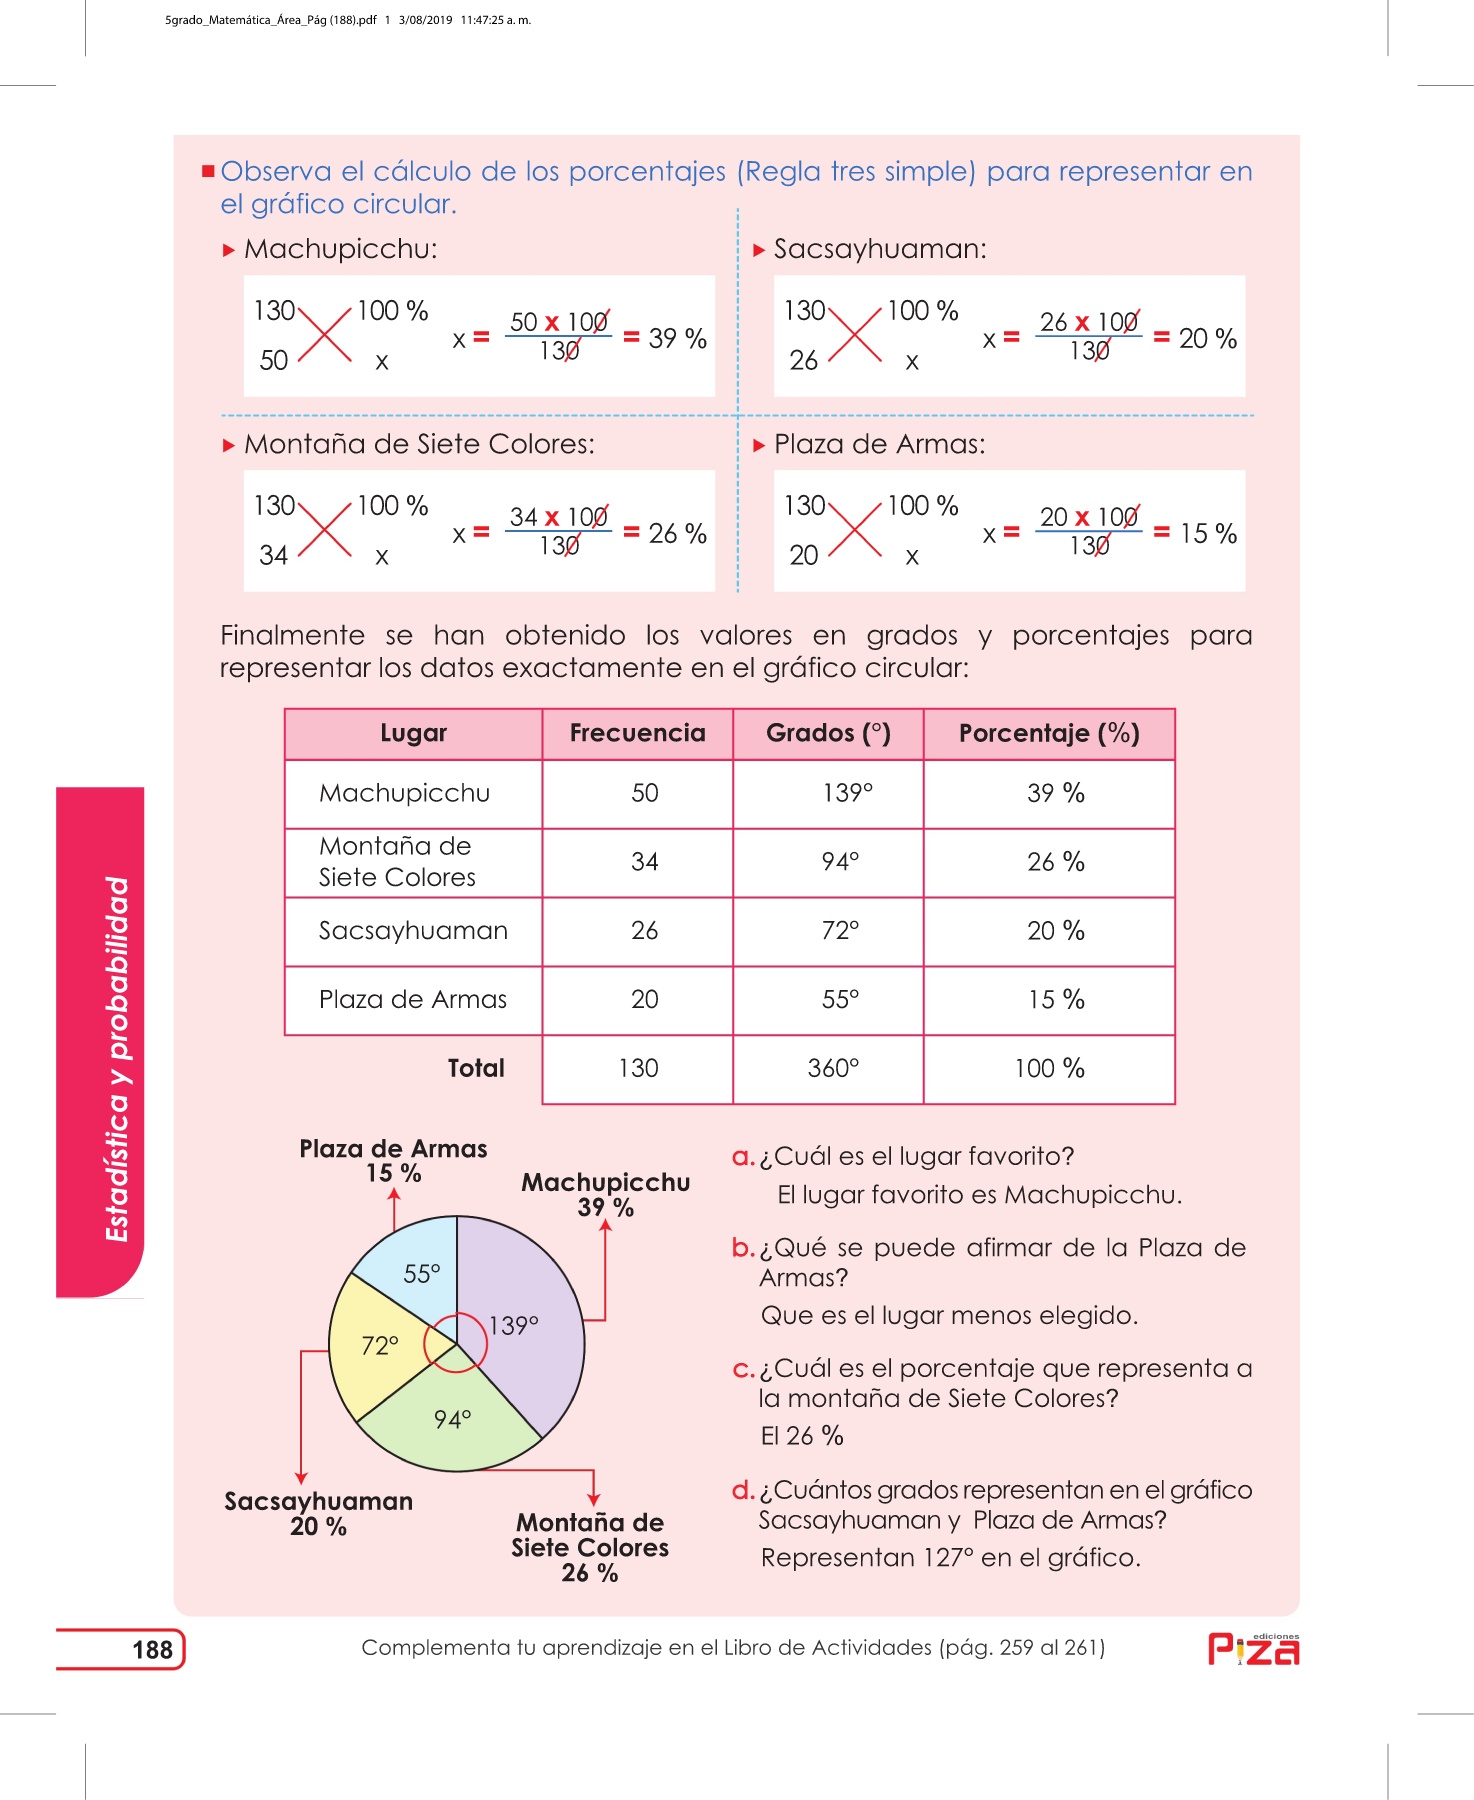 5grado_Matemática_Área_Pág (188).pdf 1 3/08/2019 11:47:25 a. m.
Observa el cálculo de los porcentajes (Regla tres simple) para representar en
el gráfico circular.
Machupicchu:
130 100 %
50 x
x = 50 x 100 / 130 = 39 %
Sacsayhuaman:
130 100 %
26 x
x = 26 x 100 / 130 = 20 %
Montaña de Siete Colores:
130 100 %
34 x
x = 34 x 100 / 130 = 26 %
Plaza de Armas:
130 100 %
20 x
x = 20 x 100 / 130 = 15 %
Finalmente se han obtenido los valores en grados y porcentajes para
representar los datos exactamente en el gráfico circular:
Lugar Frecuencia Grados (°) Porcentaje (%)
Machupicchu 50 139° 39 %
Montaña de
Siete Colores 34 94° 26 %
Sacsayhuaman 26 72° 20 %
Plaza de Armas 20 55° 15 %
Total 130 360° 100 %
Plaza de Armas
15 %
Machupicchu
39 %
55°
139°
72°
94°
Sacsayhuaman
20 %
Montaña de
Siete Colores
26 %
a. ¿Cuál es el lugar favorito?
El lugar favorito es Machupicchu.
b. ¿Qué se puede afirmar de la Plaza de
Armas?
Que es el lugar menos elegido.
c. ¿Cuál es el porcentaje que representa a
la montaña de Siete Colores?
El 26 %
d. ¿Cuántos grados representan en el gráfico
Sacsayhuaman y Plaza de Armas?
Representan 127° en el gráfico.
Estadística y probabilidad
188
Complementa tu aprendizaje en el Libro de Actividades (pág. 259 al 261)
ediciones
Piza